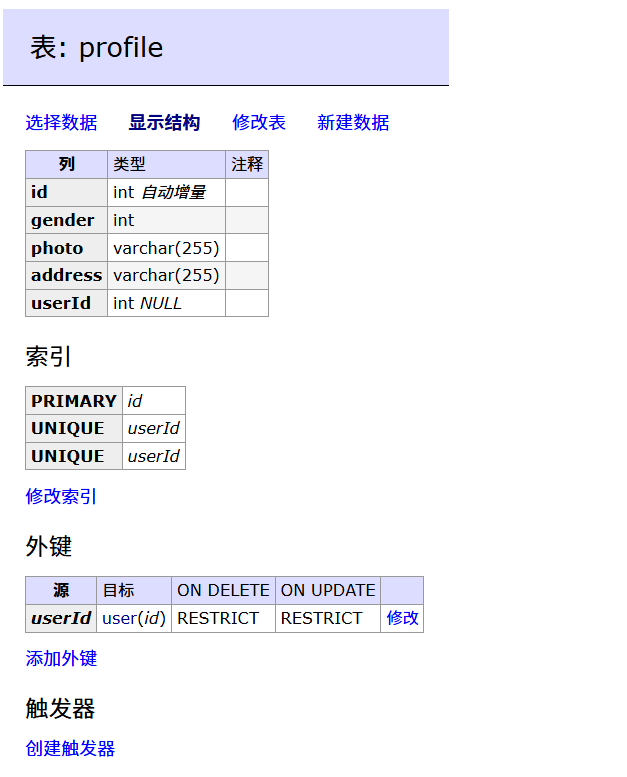 表: profile
选择数据 显示结构 修改表 新建数据
列 类型 注释
id int 自动增量
gender int
photo varchar(255)
address varchar(255)
userId int NULL
索引
PRIMARY id
UNIQUE userId
UNIQUE userId
修改索引
外键
源 目标 ON DELETE ON UPDATE
userId user(id) RESTRICT RESTRICT 修改
添加外键
触发器
创建触发器